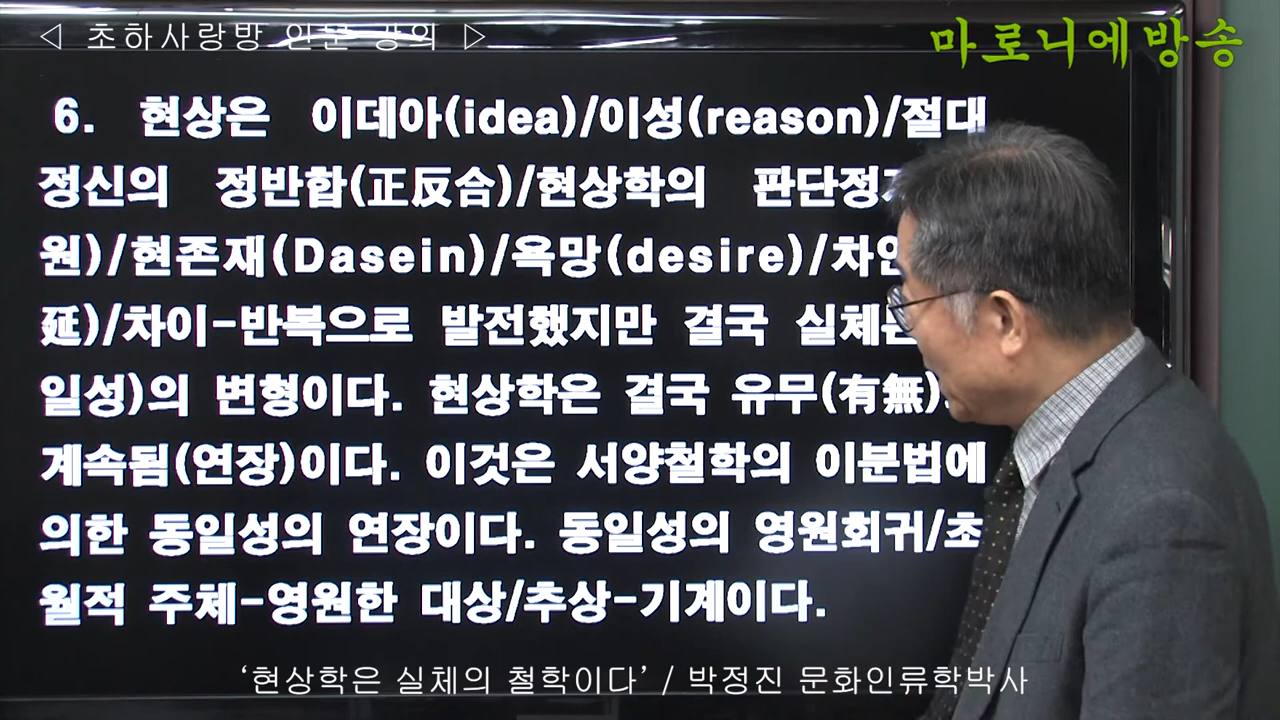 ◁ 초하사랑방 인문 강의 ▷
마로니에방송
6. 현상은 이데아(idea)/이성(reason)/절대
정신의 정반합(正反合)/현상학의
원)/현존재(Dasein)/욕망(desire)/
延)/차이-반복으로 발전했지만 결국
일성)의 변형이다. 현상학은 결국 유무(有無)
계속됨(연장)이다. 이것은 서양철학의 이분법에
의한 동일성의 연장이다. 동일성의 영원회귀/초
월적 주체-영원한 대상/추상-기계이다.
‘현상학은 실체의 철학이다’ / 박정진 문화인류학박사